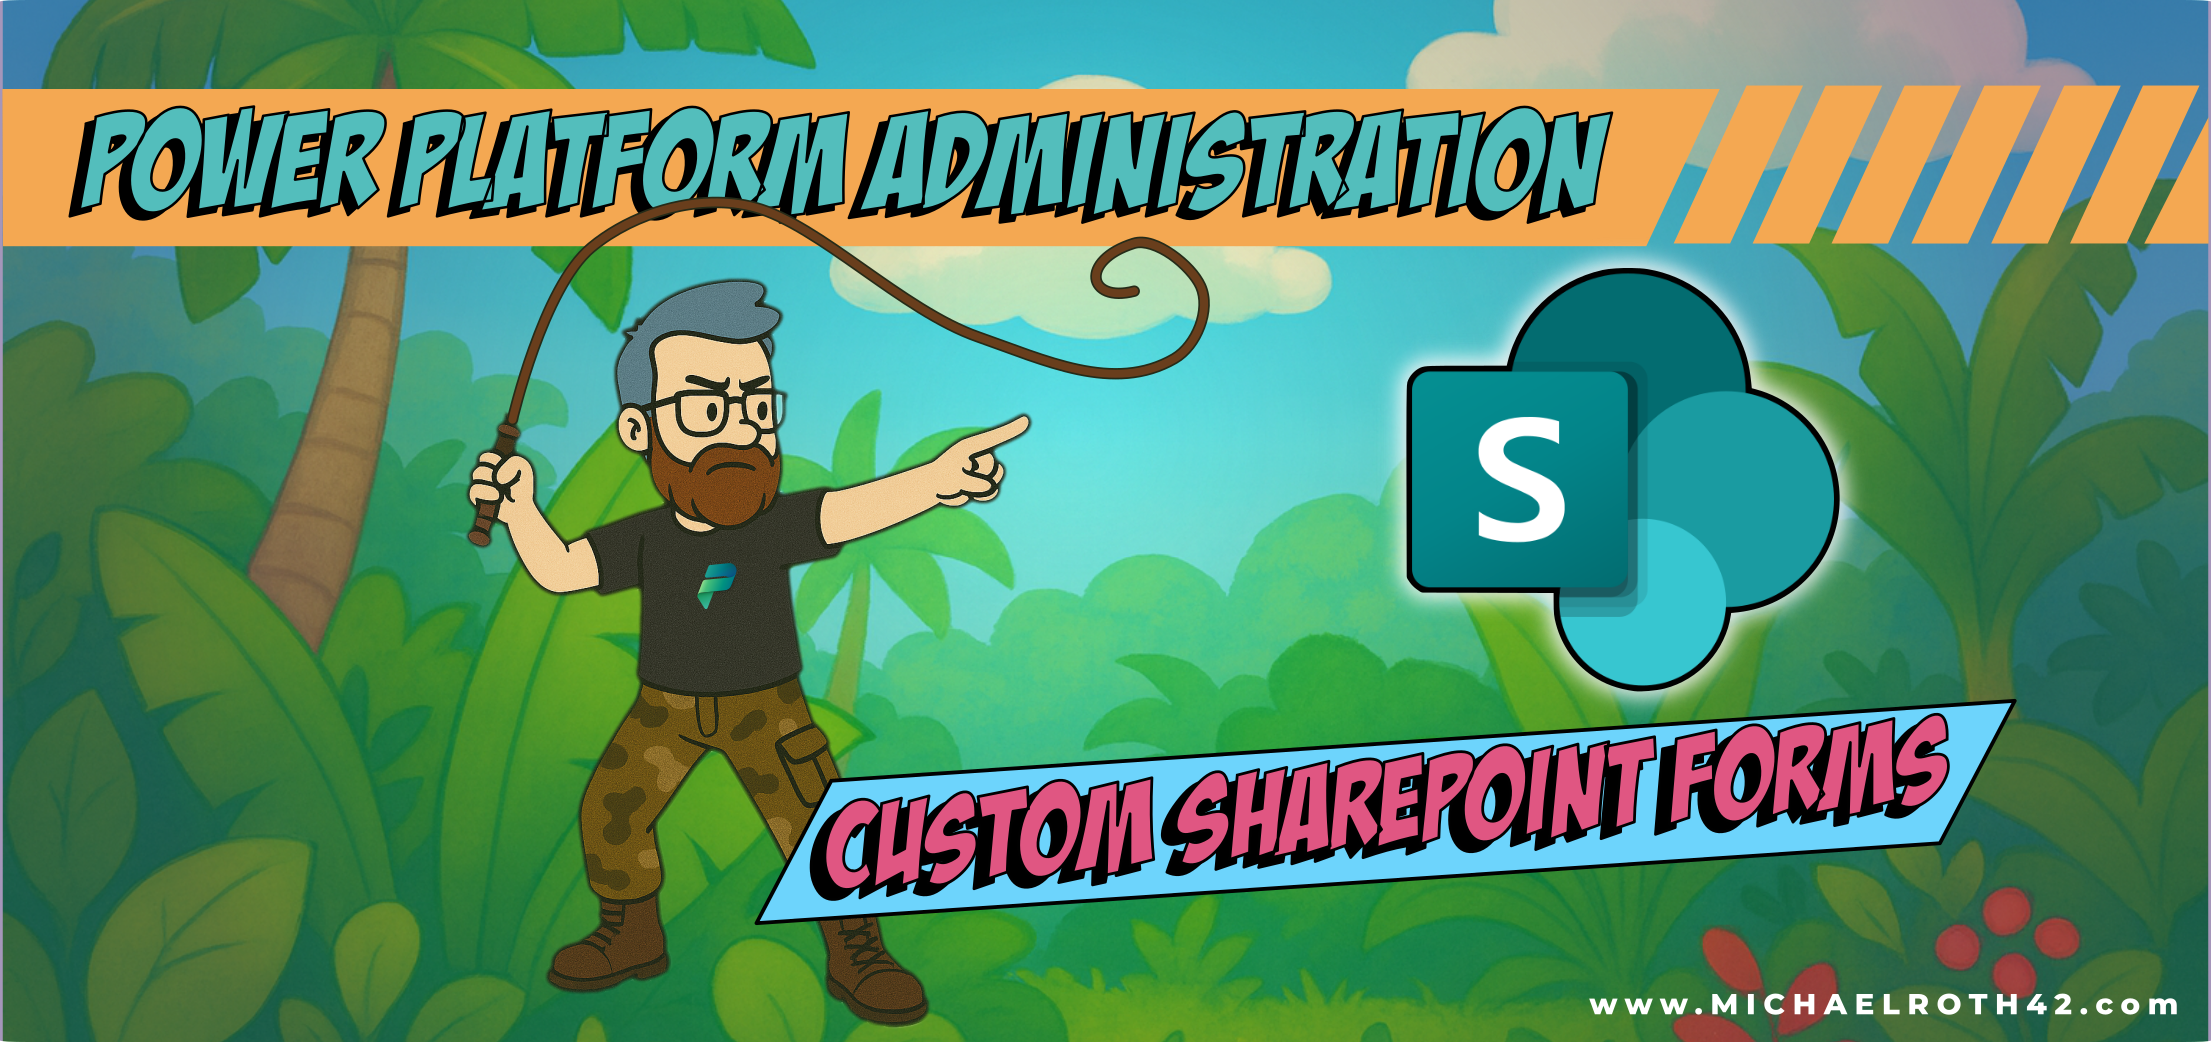 POWER PLATFORM ADMINISTRATION
S
CUSTOM SHAREPOINT FORMS
www.MICHAELROTH42.com